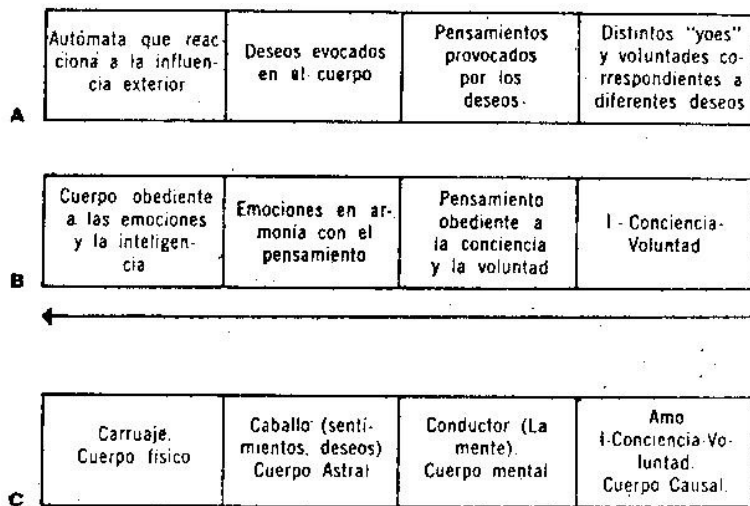 Autómata que reac-
cioná a la influen-
cia exterior
Deseos evocados
en el cuerpo
Pensamientos
provocados
por los
deseos.
Distintos "yoes"
y voluntades co-
rrespondientes a
diferentes deseos
A
Cuerpo obediente
a las emociones
y la inteligen-
cia
Emociones en ar-
monía con el
pensamiento
Pensamiento
obediente a
la conciencia
y la voluntad
I - Conciencia-
Voluntad
B
Carruaje.
Cuerpo físico
Caballo (senti-
mientos, deseos)
Cuerpo Astral
Conductor (La
mente).
Cuerpo mental
Amo
I-Conciencia-Vo-
luntad.
Cuerpo Causal.
C